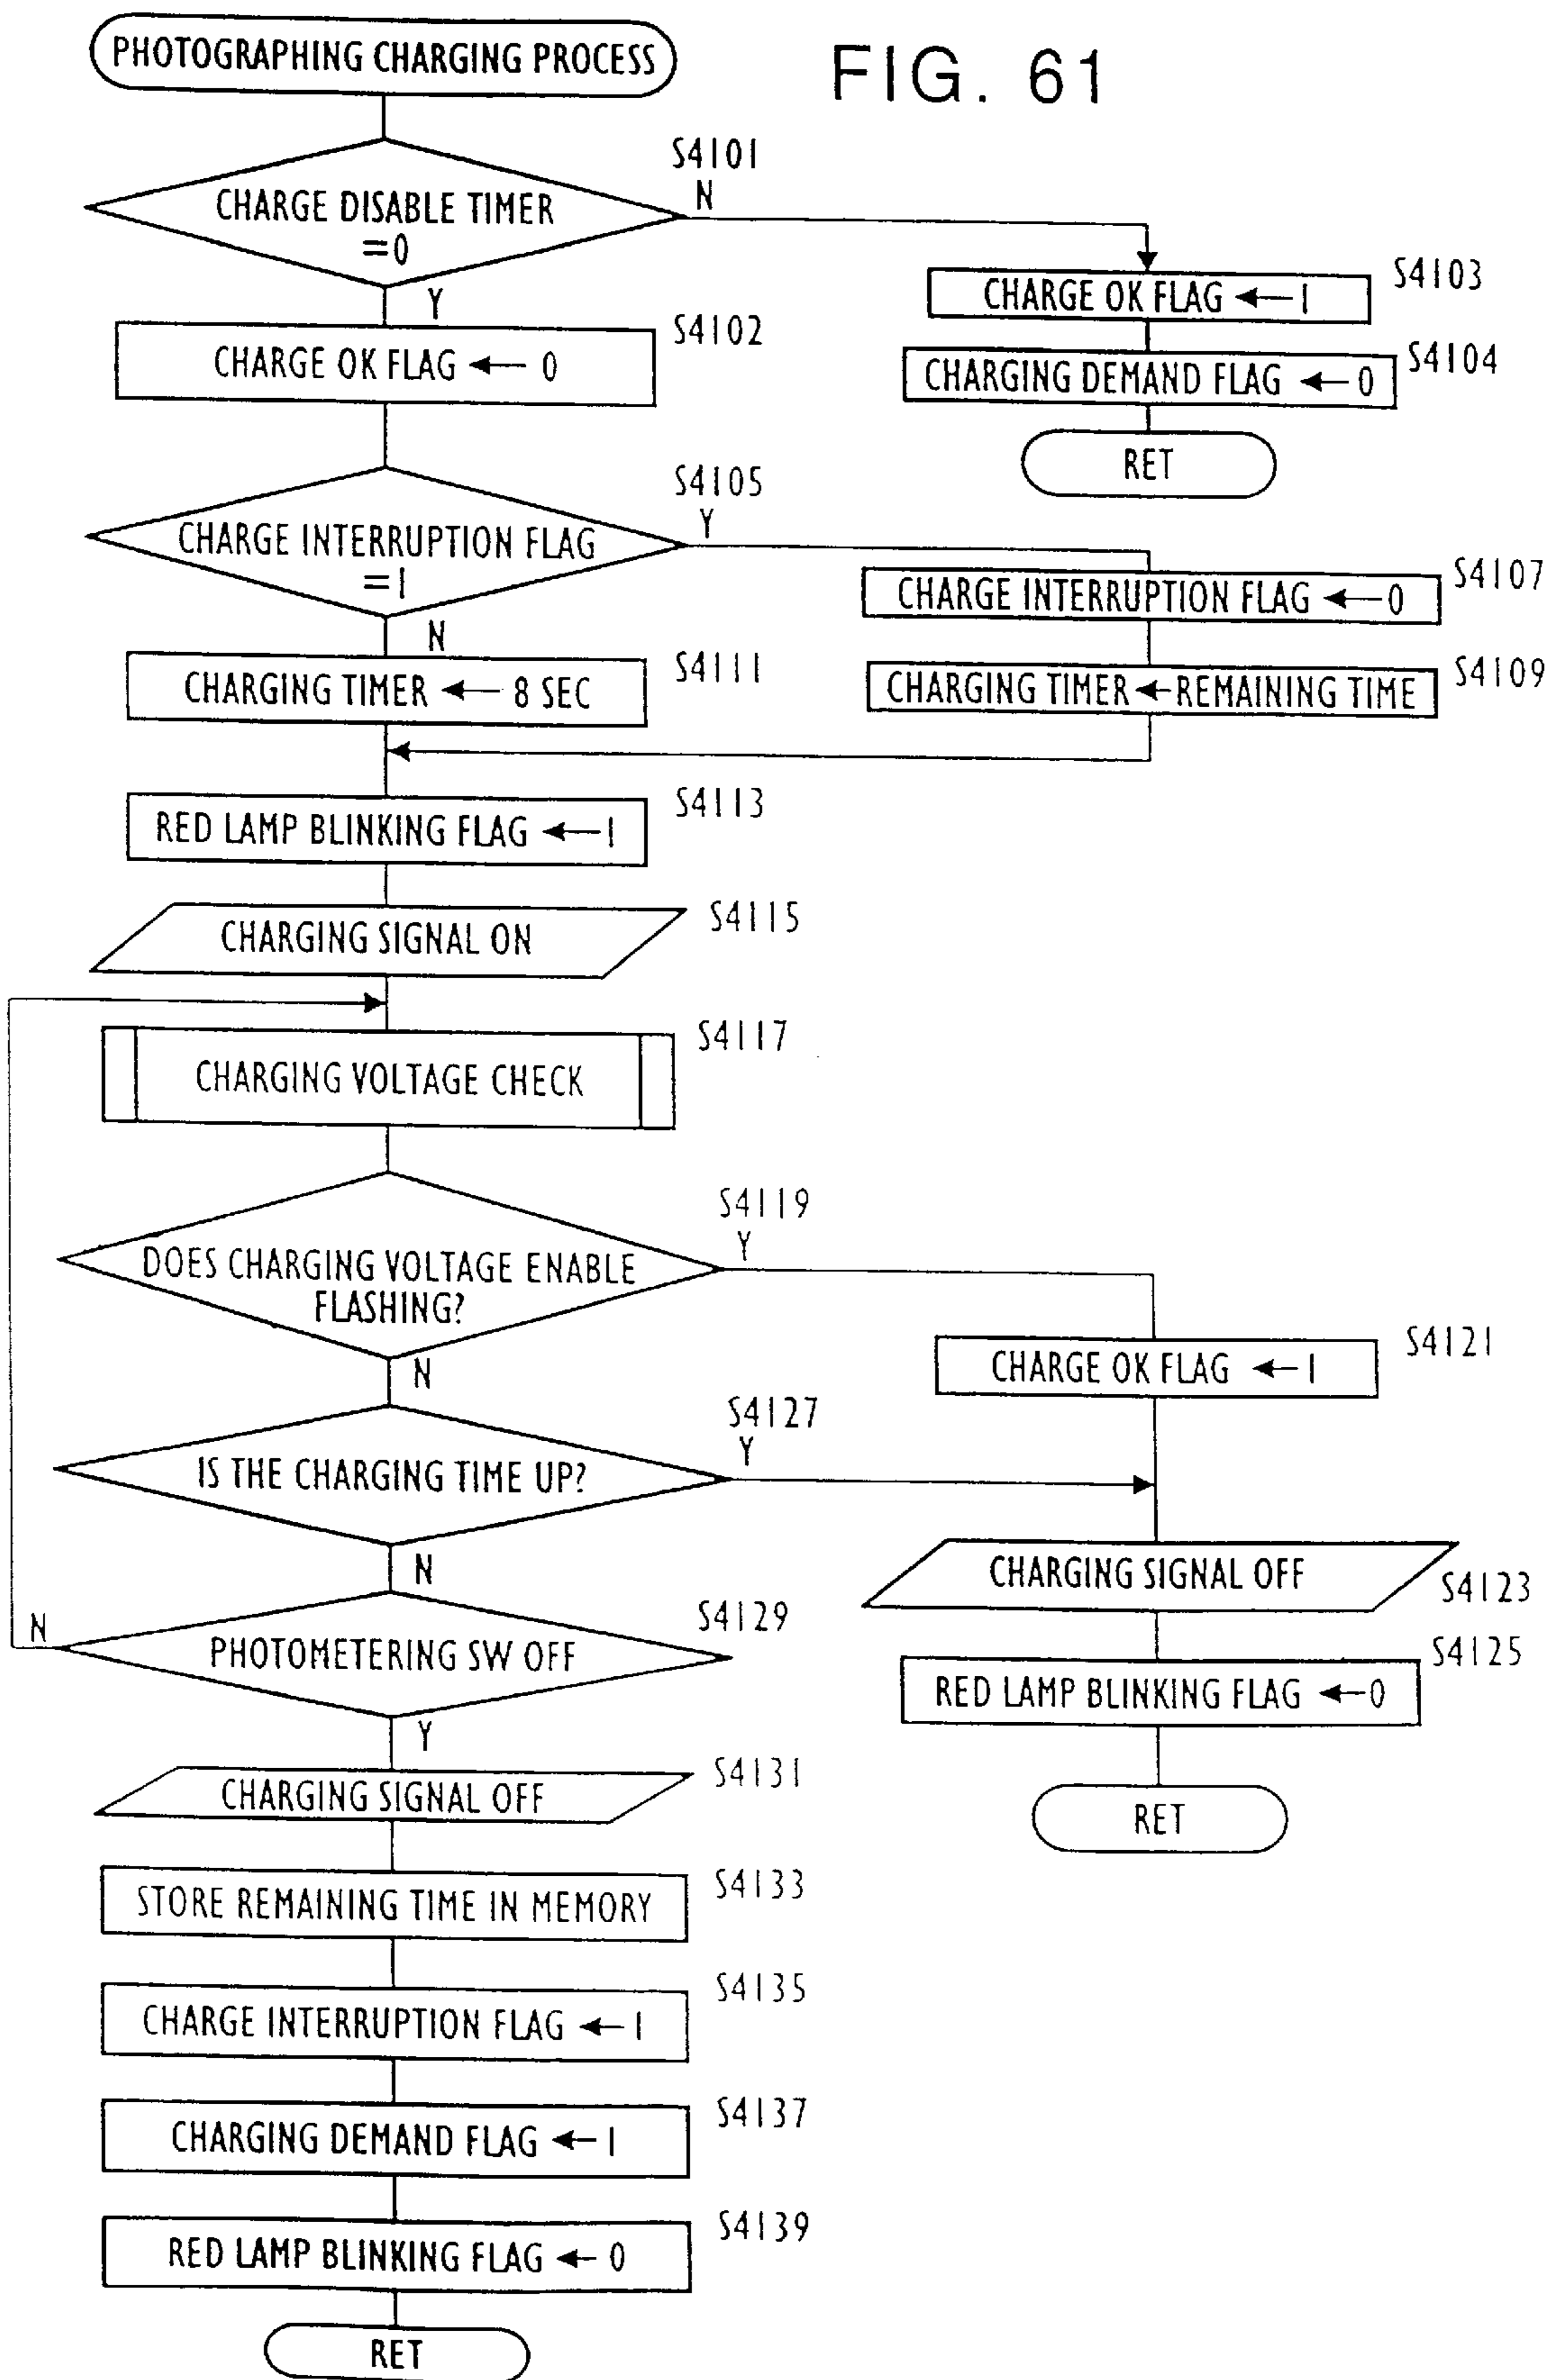 PHOTOGRAPHING CHARGING PROCESS
FIG. 61
S4101
CHARGE DISABLE TIMER
=0
N
Y
S4103
CHARGE OK FLAG ← 1
S4102
CHARGE OK FLAG ← 0
S4104
CHARGING DEMAND FLAG ← 0
RET
S4105
CHARGE INTERRUPTION FLAG
=1
Y
N
S4107
CHARGE INTERRUPTION FLAG ← 0
S4111
CHARGING TIMER ← 8 SEC
S4109
CHARGING TIMER ← REMAINING TIME
S4113
RED LAMP BLINKING FLAG ← 1
S4115
CHARGING SIGNAL ON
S4117
CHARGING VOLTAGE CHECK
S4119
Y
DOES CHARGING VOLTAGE ENABLE
FLASHING?
N
S4121
CHARGE OK FLAG ← 1
S4127
Y
IS THE CHARGING TIME UP?
N
CHARGING SIGNAL OFF
S4123
S4129
N
PHOTOMETERING SW OFF
Y
S4125
RED LAMP BLINKING FLAG ← 0
RET
S4131
CHARGING SIGNAL OFF
S4133
STORE REMAINING TIME IN MEMORY
S4135
CHARGE INTERRUPTION FLAG ← 1
S4137
CHARGING DEMAND FLAG ← 1
S4139
RED LAMP BLINKING FLAG ← 0
RET